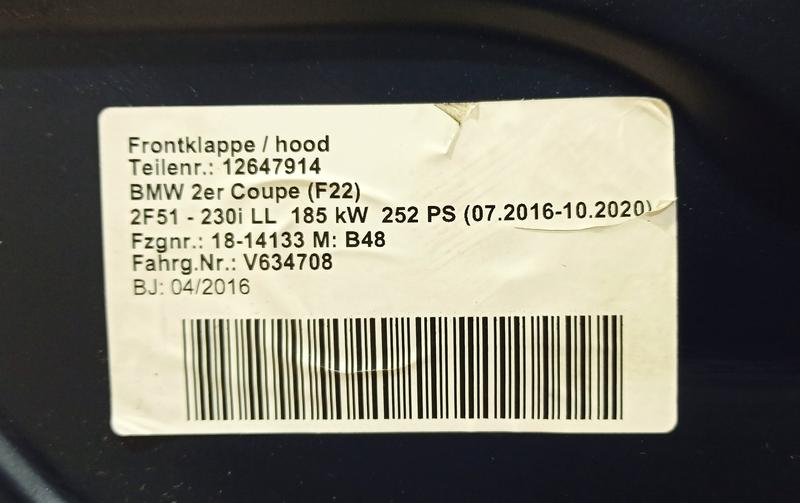 Frontklappe / hood
Teilenr.: 12647914
BMW 2er Coupe (F22)
2F51 - 230i LL 185 kW 252 PS (07.2016-10.2020)
Fzgnr.: 18-14133 M: B48
Fahrg.Nr.: V634708
BJ: 04/2016